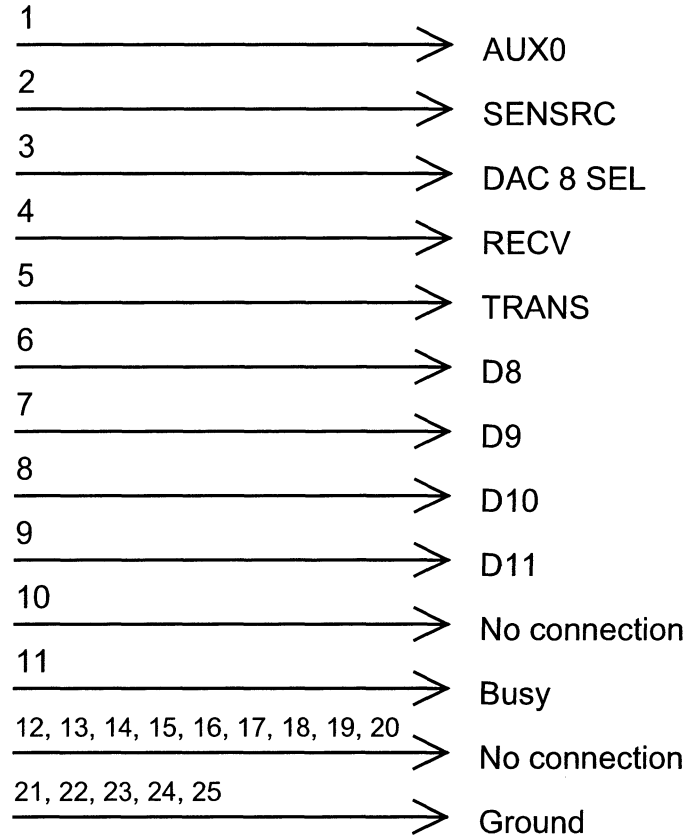 1
AUX0
2
SENSRC
3
DAC 8 SEL
4
RECV
5
TRANS
6
D8
7
D9
8
D10
9
D11
10
No connection
11
Busy
12, 13, 14, 15, 16, 17, 18, 19, 20
No connection
21, 22, 23, 24, 25
Ground